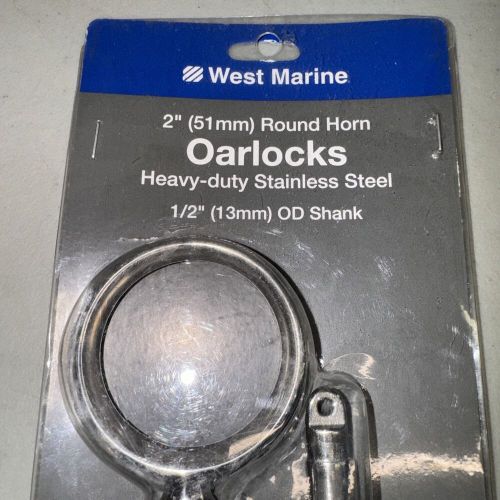 West Marine
2" (51mm) Round Horn
Oarlocks
Heavy-duty Stainless Steel
1/2" (13mm) OD Shank